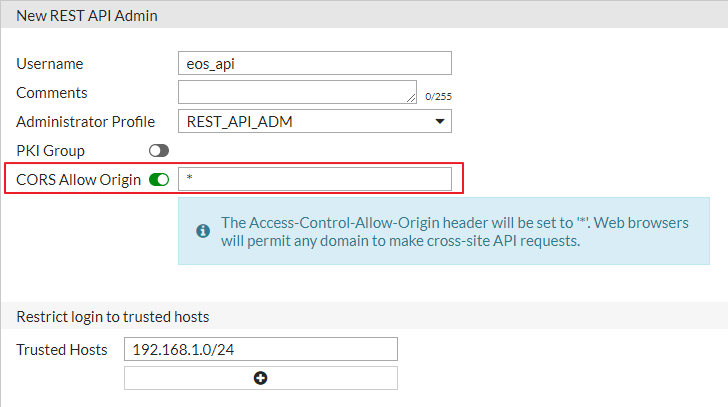 New REST API Admin
Username eos_api
Comments 0/255
Administrator Profile REST_API_ADM
PKI Group
CORS Allow Origin *
The Access-Control-Allow-Origin header will be set to '*'. Web browsers
will permit any domain to make cross-site API requests.
Restrict login to trusted hosts
Trusted Hosts 192.168.1.0/24